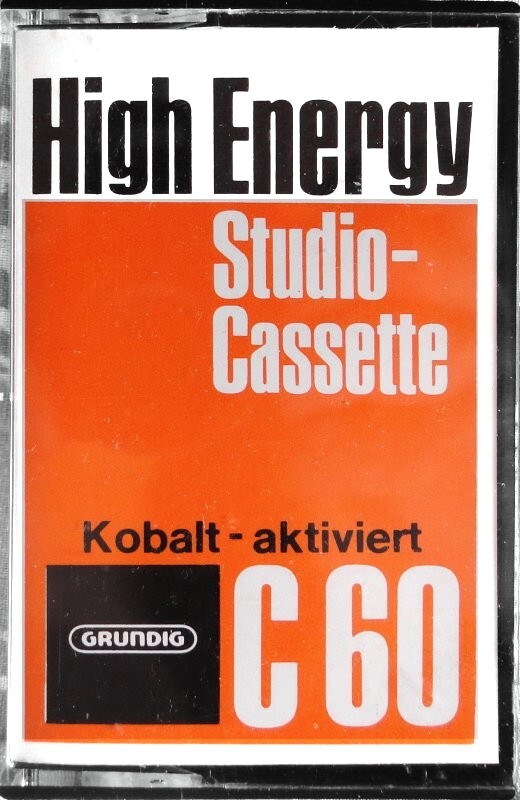 High Energy
Studio-
Cassette
Kobalt - aktiviert
GRUNDIG
C 60